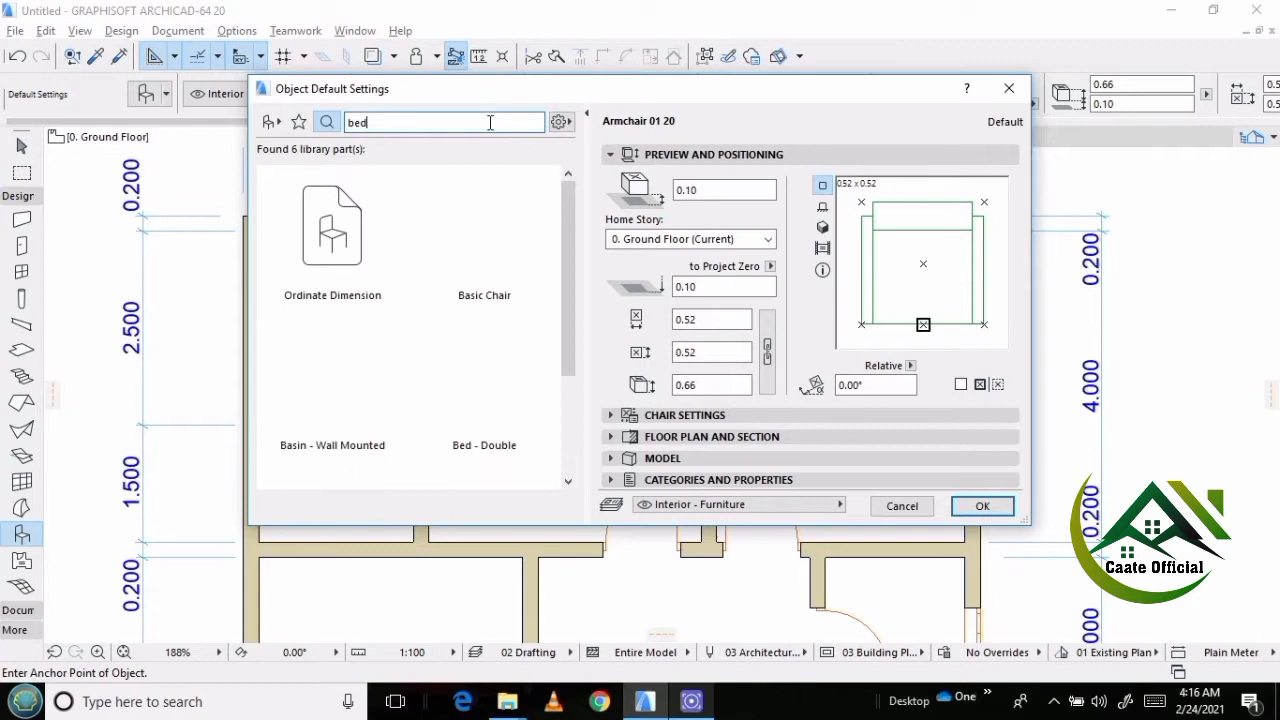 Untitled - GRAPHISOFT ARCHICAD-64 20
File Edit View Design Document Options Teamwork Window Help
Default Settings
Interior
0.66
0.10
0.5
0.5
[0. Ground Floor]
Design
Docum
More
Object Default Settings
?
bed
Found 6 library part(s):
Ordinate Dimension
Basic Chair
Basin - Wall Mounted
Bed - Double
Armchair 01 20
Default
PREVIEW AND POSITIONING
0.10
Home Story:
0. Ground Floor (Current)
to Project Zero
0.10
0.52
0.52
0.66
0.52 x 0.52
Relative
0.00°
CHAIR SETTINGS
FLOOR PLAN AND SECTION
MODEL
CATEGORIES AND PROPERTIES
Interior - Furniture
Cancel
OK
0.200
2.500
1.500
0.200
0.200
4.000
0.200
000
Caate Official
188%
0.00°
1:100
02 Drafting
Entire Model
03 Architectur...
03 Building Pl...
No Overrides
01 Existing Plan
Plain Meter
Enter Anchor Point of Object.
Type here to search
Desktop
One
4:16 AM
2/24/2021
1